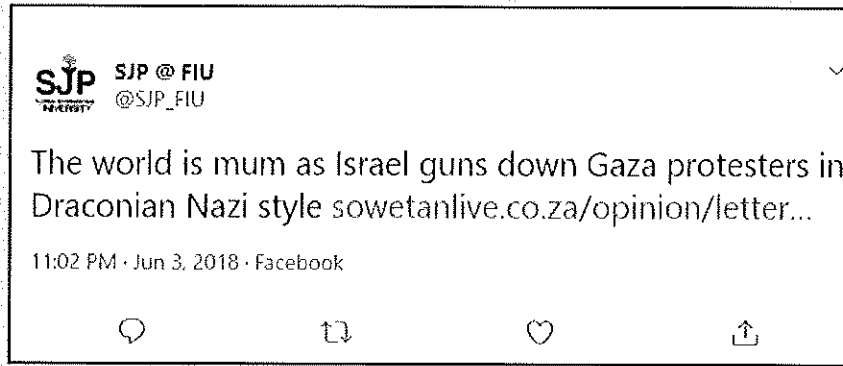 SJP
SJP @ FIU
@SJP_FIU
The world is mum as Israel guns down Gaza protesters in
Draconian Nazi style sowetanlive.co.za/opinion/letter...
11:02 PM · Jun 3, 2018 · Facebook